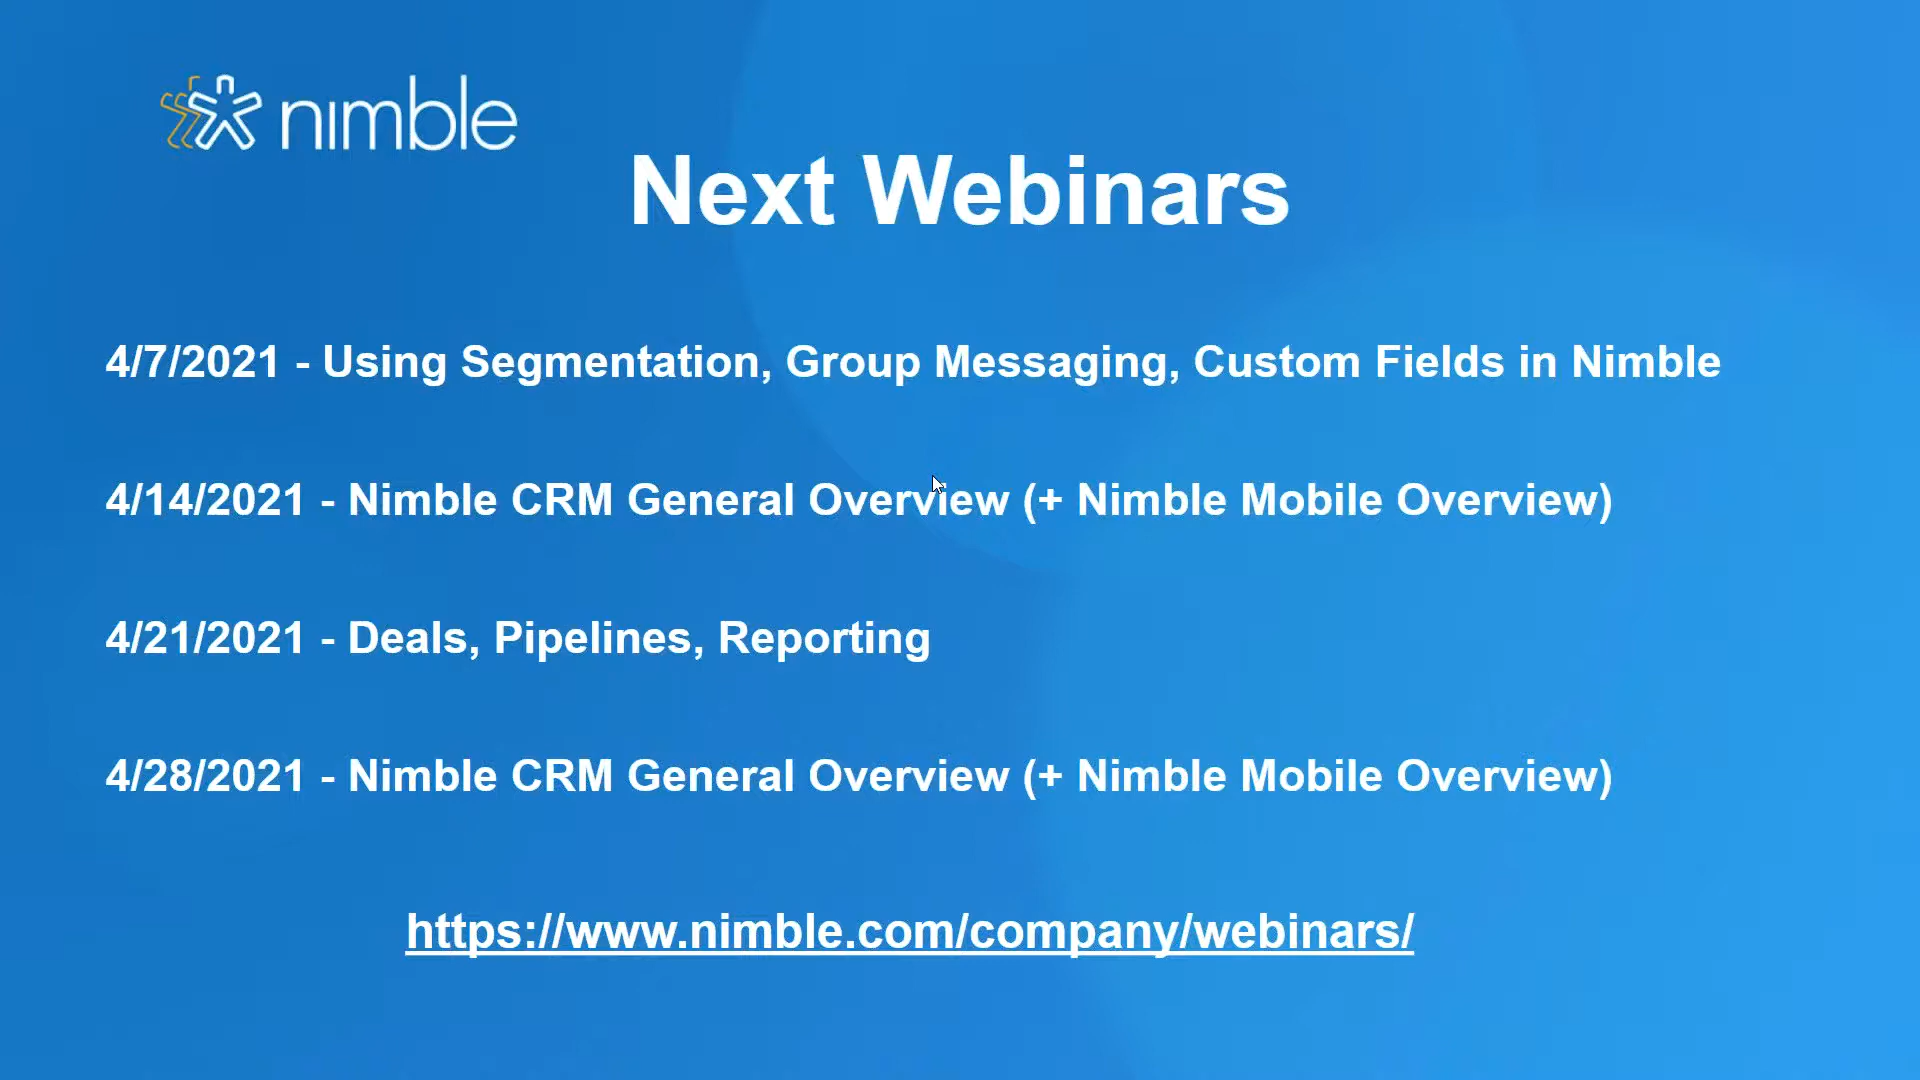 nimble
Next Webinars
4/7/2021 - Using Segmentation, Group Messaging, Custom Fields in Nimble
4/14/2021 - Nimble CRM General Overview (+ Nimble Mobile Overview)
4/21/2021 - Deals, Pipelines, Reporting
4/28/2021 - Nimble CRM General Overview (+ Nimble Mobile Overview)
https://www.nimble.com/company/webinars/